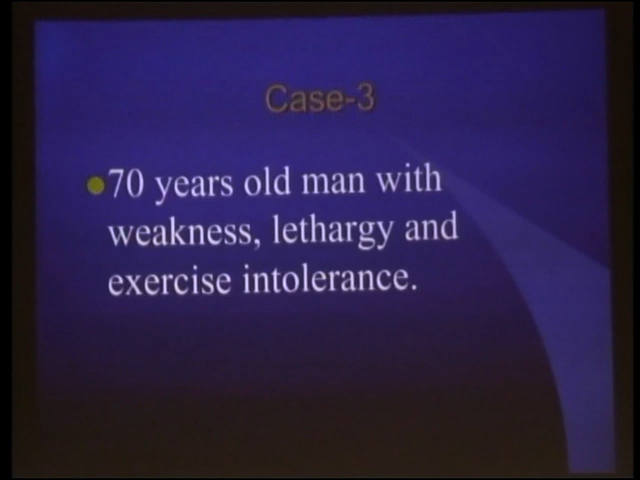 Case-3
70 years old man with
weakness, lethargy and
exercise intolerance.